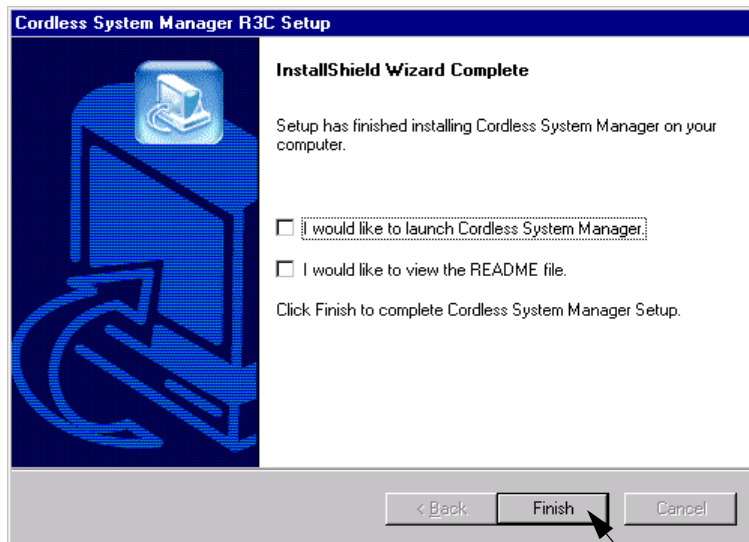 Cordless System Manager R3C Setup
InstallShield Wizard Complete
Setup has finished installing Cordless System Manager on your
computer.
I would like to launch Cordless System Manager.
I would like to view the README file.
Click Finish to complete Cordless System Manager Setup.
< Back
Finish
Cancel